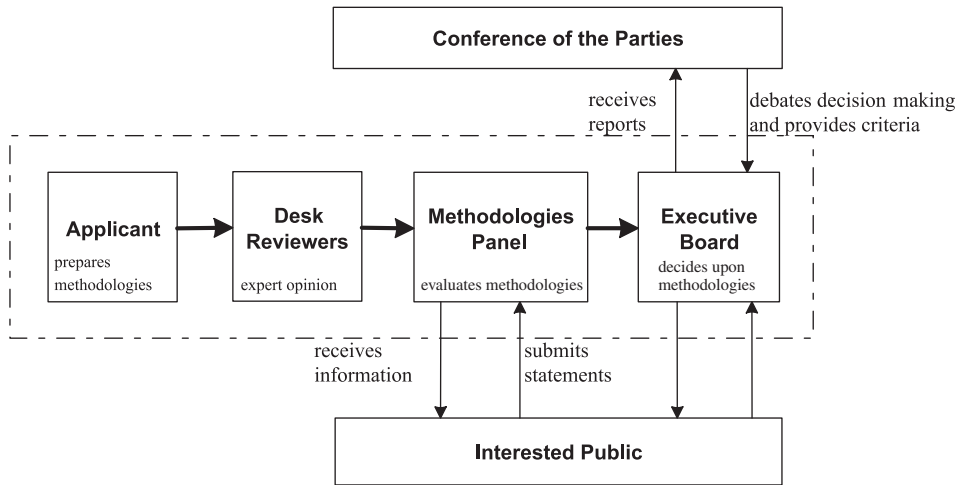 Conference of the Parties
receives
reports
debates decision making
and provides criteria
Applicant
prepares
methodologies
Desk
Reviewers
expert opinion
Methodologies
Panel
evaluates methodologies
Executive
Board
decides upon
methodologies
receives
information
submits
statements
Interested Public